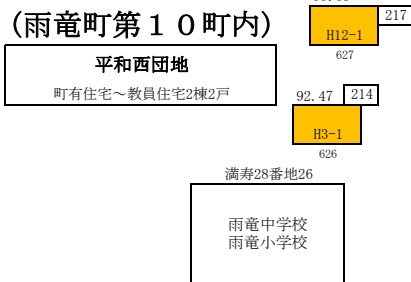 (雨竜町第１０町内)
217
H12-1
627
平和西団地
町有住宅～教員住宅2棟2戸
92.47
214
H3-1
626
満寿28番地26
雨竜中学校
雨竜小学校